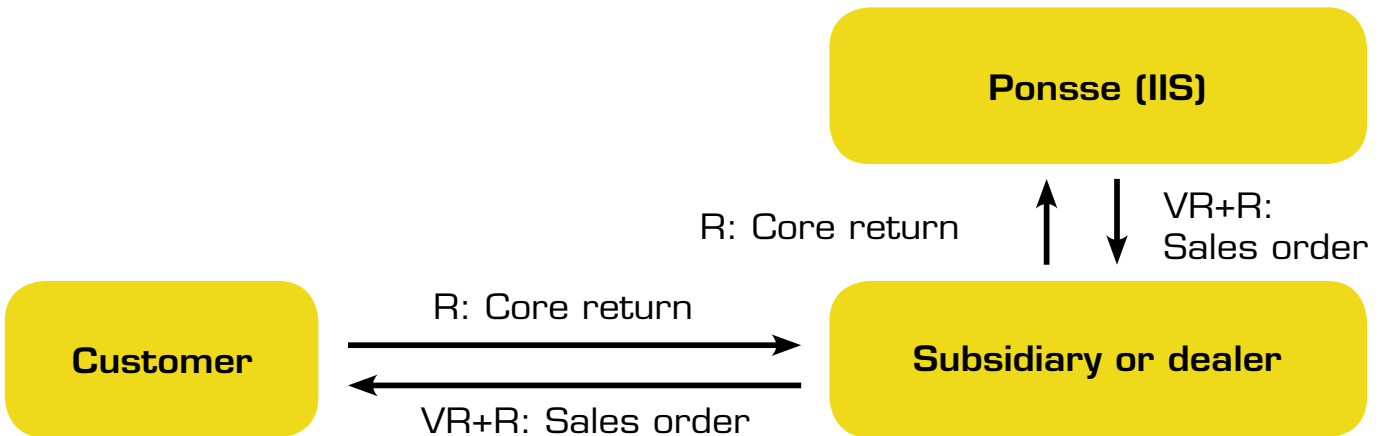 Ponsse (IIS)
R: Core return
VR+R:
Sales order
R: Core return
Customer
Subsidiary or dealer
VR+R: Sales order